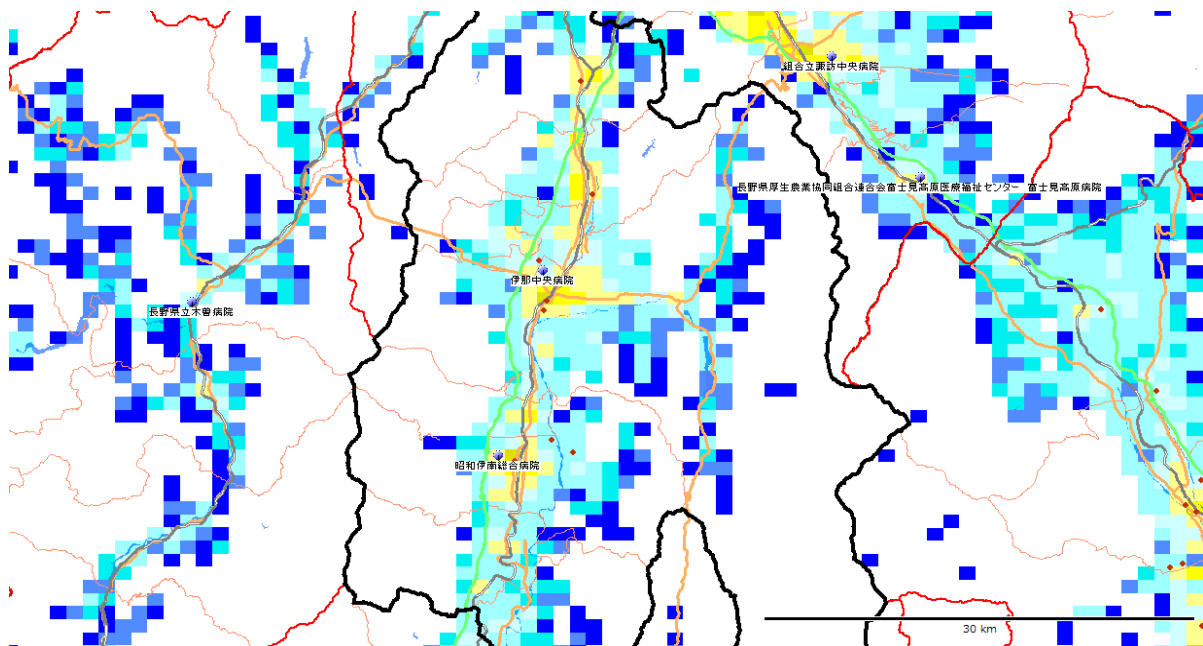 組合立諏訪中央病院
長野県厚生農業協同組合連合会富士見高原医療福祉センター 富士見高原病院
伊那中央病院
長野県立木曽病院
昭和伊南総合病院
30 km